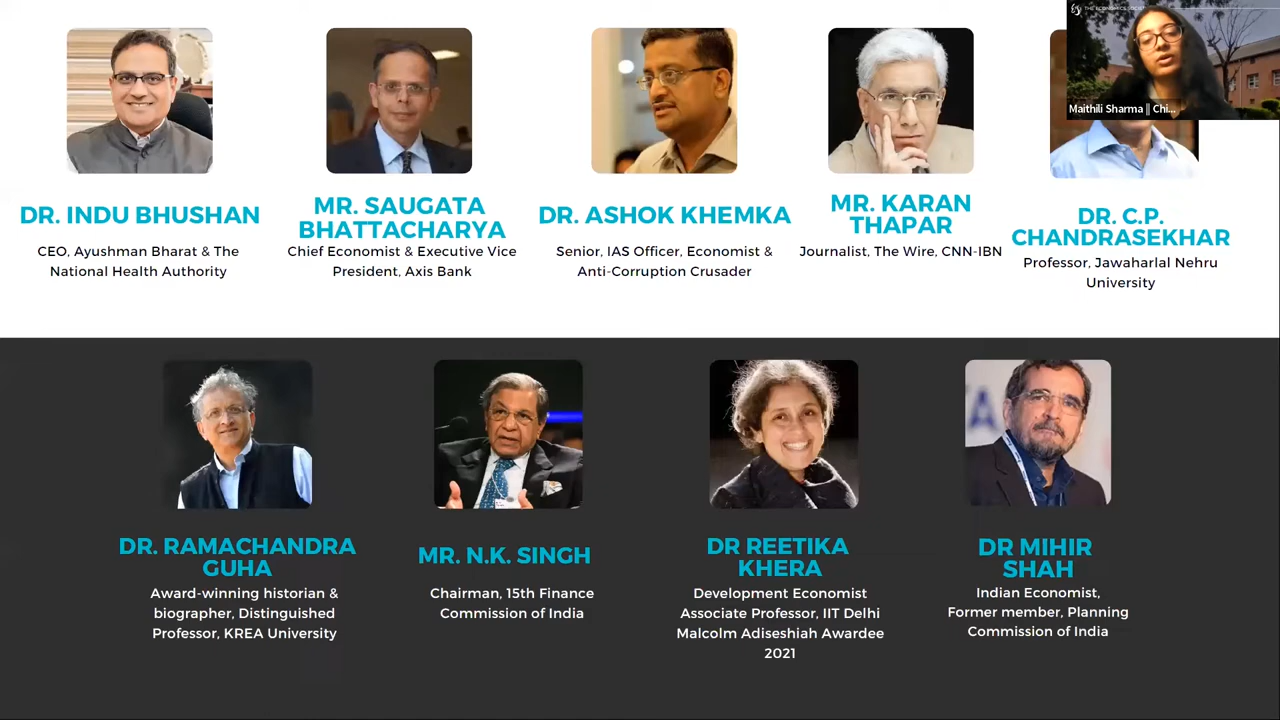 THE ECONOMICS SOCIETY
Maithili Sharma || Chi...
DR. INDU BHUSHAN
CEO, Ayushman Bharat & The
National Health Authority
MR. SAUGATA
BHATTACHARYA
Chief Economist & Executive Vice
President, Axis Bank
DR. ASHOK KHEMKA
Senior, IAS Officer, Economist &
Anti-Corruption Crusader
MR. KARAN
THAPAR
Journalist, The Wire, CNN-IBN
DR. C.P.
CHANDRASEKHAR
Professor, Jawaharlal Nehru
University
DR. RAMACHANDRA
GUHA
Award-winning historian &
biographer, Distinguished
Professor, KREA University
MR. N.K. SINGH
Chairman, 15th Finance
Commission of India
DR REETIKA
KHERA
Development Economist
Associate Professor, IIT Delhi
Malcolm Adiseshiah Awardee
2021
DR MIHIR
SHAH
Indian Economist,
Former member, Planning
Commission of India